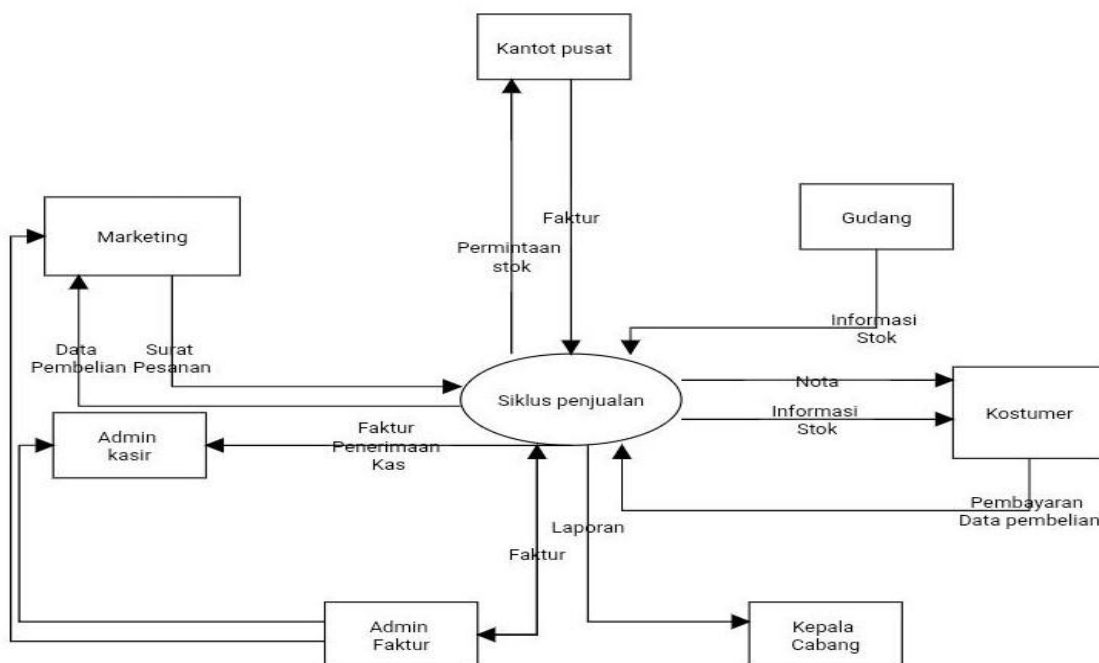 Kantot pusat
Marketing
Gudang
Faktur
Permintaan
stok
Informasi
Stok
Data
Pembelian
Surat
Pesanan
Siklus penjualan
Nota
Informasi
Stok
Kostumer
Admin
kasir
Faktur
Penerimaan
Kas
Pembayaran
Data pembelian
Laporan
Faktur
Admin
Faktur
Kepala
Cabang